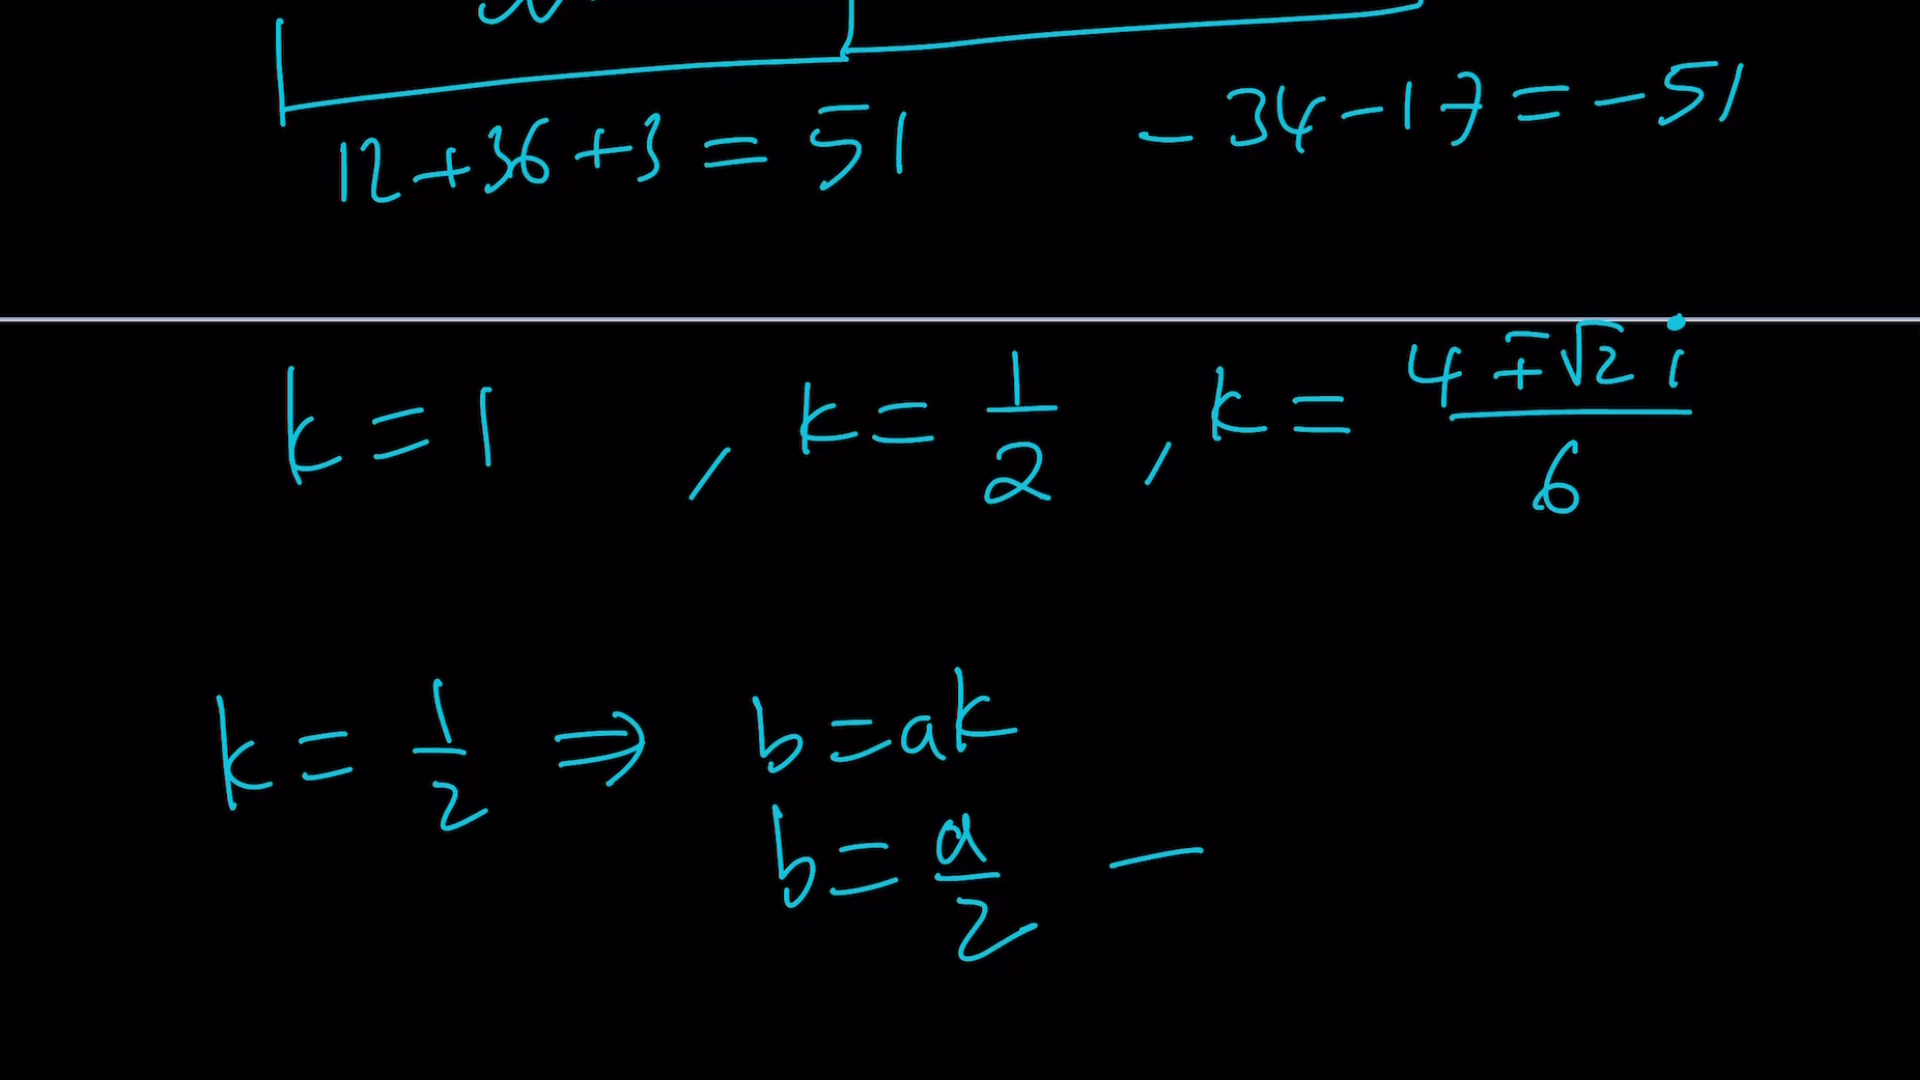 12+36+3=51
-34-17=-51
k=1 , k=1/2 , k=(4∓√2 i)/6
k=1/2 ⇒ b=ak
b=a/2 —